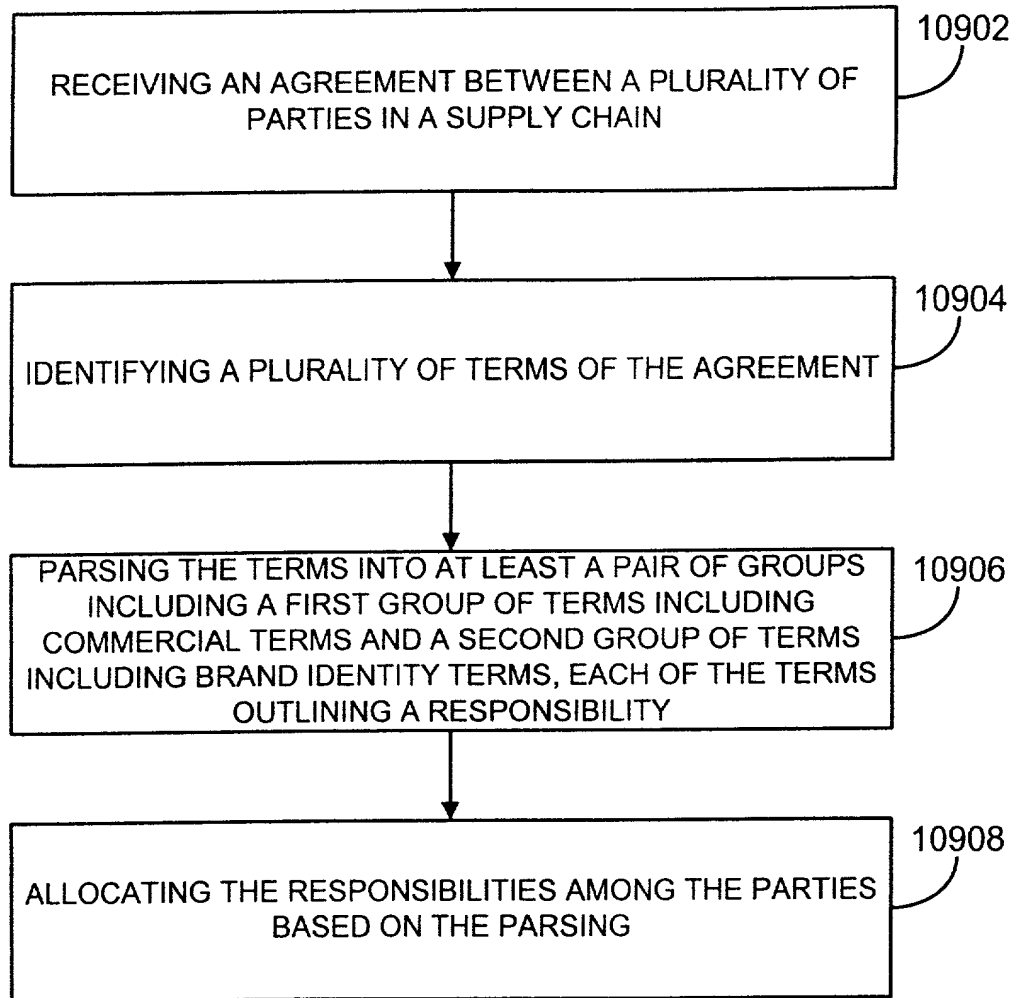 10902
RECEIVING AN AGREEMENT BETWEEN A PLURALITY OF
PARTIES IN A SUPPLY CHAIN
10904
IDENTIFYING A PLURALITY OF TERMS OF THE AGREEMENT
10906
PARSING THE TERMS INTO AT LEAST A PAIR OF GROUPS
INCLUDING A FIRST GROUP OF TERMS INCLUDING
COMMERCIAL TERMS AND A SECOND GROUP OF TERMS
INCLUDING BRAND IDENTITY TERMS, EACH OF THE TERMS
OUTLINING A RESPONSIBILITY
10908
ALLOCATING THE RESPONSIBILITIES AMONG THE PARTIES
BASED ON THE PARSING